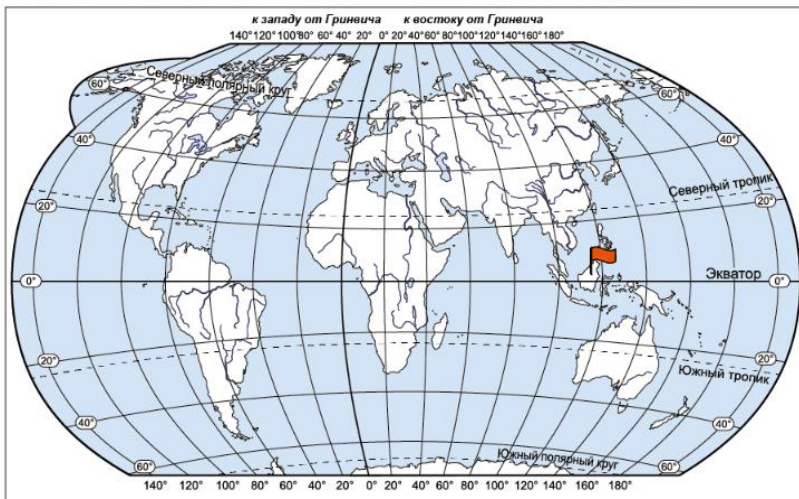 к западу от Гринвича к востоку от Гринвича
140° 120° 100° 80° 60° 40° 20° 0° 20° 40° 60° 80° 100° 120° 140° 160° 180°
Северный полярный круг
60° 60°
40° 40°
Северный тропик
20° 20°
Экватор
0° 0°
20° 20°
Южный тропик
40° 40°
Южный полярный круг
60° 60°
140° 120° 100° 80° 60° 40° 20° 0° 20° 40° 60° 80° 100° 120° 140° 160° 180°